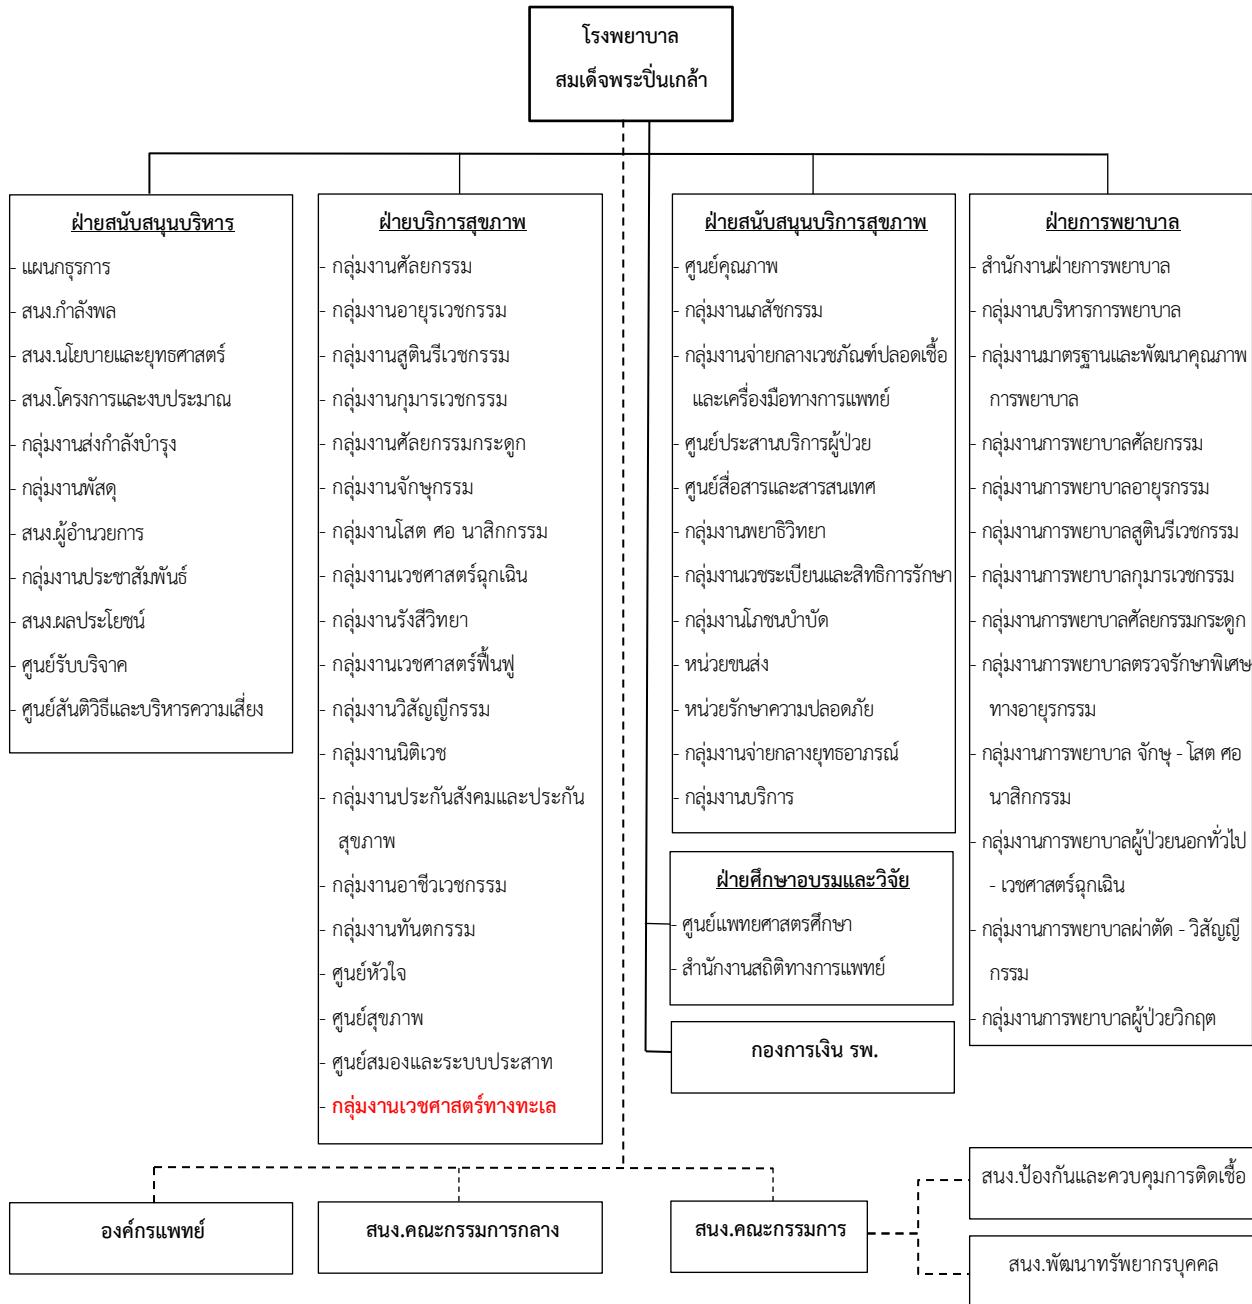 โรงพยาบาล
สมเด็จพระปิ่นเกล้า
ฝ่ายสนับสนุนบริหาร
- แผนกธุรการ
- สนง.กำลังพล
- สนง.นโยบายและยุทธศาสตร์
- สนง.โครงการและงบประมาณ
- กลุ่มงานส่งกำลังบำรุง
- กลุ่มงานพัสดุ
- สนง.ผู้อำนวยการ
- กลุ่มงานประชาสัมพันธ์
- สนง.ผลประโยชน์
- ศูนย์รับบริจาค
- ศูนย์สันติวิธีและบริหารความเสี่ยง
ฝ่ายบริการสุขภาพ
- กลุ่มงานศัลยกรรม
- กลุ่มงานอายุรเวชกรรม
- กลุ่มงานสูตินรีเวชกรรม
- กลุ่มงานกุมารเวชกรรม
- กลุ่มงานศัลยกรรมกระดูก
- กลุ่มงานจักษุกรรม
- กลุ่มงานโสต ศอ นาสิกกรรม
- กลุ่มงานเวชศาสตร์ฉุกเฉิน
- กลุ่มงานรังสีวิทยา
- กลุ่มงานเวชศาสตร์ฟื้นฟู
- กลุ่มงานวิสัญญีกรรม
- กลุ่มงานนิติเวช
- กลุ่มงานประกันสังคมและประกัน
สุขภาพ
- กลุ่มงานอาชีวเวชกรรม
- กลุ่มงานทันตกรรม
- ศูนย์หัวใจ
- ศูนย์สุขภาพ
- ศูนย์สมองและระบบประสาท
- กลุ่มงานเวชศาสตร์ทางทะเล
ฝ่ายสนับสนุนบริการสุขภาพ
- ศูนย์คุณภาพ
- กลุ่มงานเภสัชกรรม
- กลุ่มงานจ่ายกลางเวชภัณฑ์ปลอดเชื้อ
และเครื่องมือทางการแพทย์
- ศูนย์ประสานบริการผู้ป่วย
- ศูนย์สื่อสารและสารสนเทศ
- กลุ่มงานพยาธิวิทยา
- กลุ่มงานเวชระเบียนและสิทธิการรักษา
- กลุ่มงานโภชนบำบัด
- หน่วยขนส่ง
- หน่วยรักษาความปลอดภัย
- กลุ่มงานจ่ายกลางยุทธอาภรณ์
- กลุ่มงานบริการ
ฝ่ายศึกษาอบรมและวิจัย
- ศูนย์แพทยศาสตรศึกษา
- สำนักงานสถิติทางการแพทย์
กองการเงิน รพ.
ฝ่ายการพยาบาล
- สำนักงานฝ่ายการพยาบาล
- กลุ่มงานบริหารการพยาบาล
- กลุ่มงานมาตรฐานและพัฒนาคุณภาพ
การพยาบาล
- กลุ่มงานการพยาบาลศัลยกรรม
- กลุ่มงานการพยาบาลอายุรกรรม
- กลุ่มงานการพยาบาลสูตินรีเวชกรรม
- กลุ่มงานการพยาบาลกุมารเวชกรรม
- กลุ่มงานการพยาบาลศัลยกรรมกระดูก
- กลุ่มงานการพยาบาลตรวจรักษาพิเศษ
ทางอายุรกรรม
- กลุ่มงานการพยาบาล จักษุ - โสต ศอ
นาสิกกรรม
- กลุ่มงานการพยาบาลผู้ป่วยนอกทั่วไป
- เวชศาสตร์ฉุกเฉิน
- กลุ่มงานการพยาบาลผ่าตัด - วิสัญญี
กรรม
- กลุ่มงานการพยาบาลผู้ป่วยวิกฤต
องค์กรแพทย์
สนง.คณะกรรมการกลาง
สนง.คณะกรรมการ
สนง.ป้องกันและควบคุมการติดเชื้อ
สนง.พัฒนาทรัพยากรบุคคล